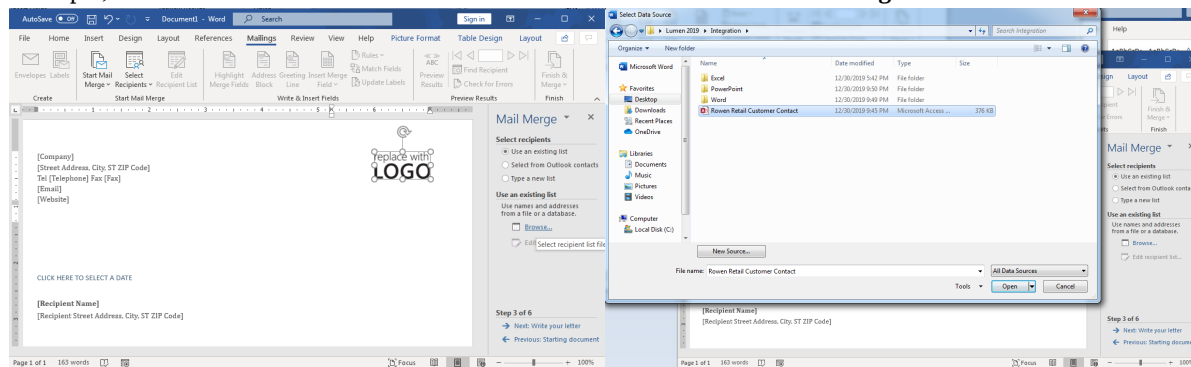 AutoSave Off Document1 - Word Search Sign in
File Home Insert Design Layout References Mailings Review View Help Picture Format Table Design Layout
Envelopes Labels
Start Mail Merge
Select Recipients
Edit Recipient List
Highlight Merge Fields
Address Block
Greeting Line
Insert Merge Field
Rules
Match Fields
Update Labels
ABC
Preview Results
Find Recipient
Check for Errors
Finish & Merge
Create Start Mail Merge Write & Insert Fields Preview Results Finish
[Company]
[Street Address, City, ST ZIP Code]
Tel [Telephone] Fax [Fax]
[Email]
[Website]
replace with
LOGO
CLICK HERE TO SELECT A DATE
[Recipient Name]
[Recipient Street Address, City, ST ZIP Code]
Mail Merge
Select recipients
Use an existing list
Select from Outlook contacts
Type a new list
Use an existing list
Use names and addresses
from a file or a database.
Browse...
Select recipient list file
Step 3 of 6
Next: Write your letter
Previous: Starting document
Page 1 of 1 163 words Focus 100%
Select Data Source
Lumen 2019 Integration Search Integration
Organize New folder
Microsoft Word
Favorites
Desktop
Downloads
Recent Places
OneDrive
Libraries
Documents
Music
Pictures
Videos
Computer
Local Disk (C:)
Name Date modified Type Size
Excel 12/30/2019 5:42 PM File folder
PowerPoint 12/30/2019 9:50 PM File folder
Word 12/30/2019 9:49 PM File folder
Rowen Retail Customer Contact 12/30/2019 9:45 PM Microsoft Access ... 376 KB
New Source...
File name: Rowen Retail Customer Contact All Data Sources
Tools Open Cancel
Help
Layout
Finish &
Merge
Finish
Mail Merge
Select recipients
Use an existing list
Select from Outlook conta
Type a new list
Use an existing list
Use names and addresses
from a file or a database.
Browse...
Edit recipient list...
[Recipient Name]
[Recipient Street Address, City, ST ZIP Code]
Step 3 of 6
Next: Write your letter
Previous: Starting docume
Page 1 of 1 163 words Focus 100%